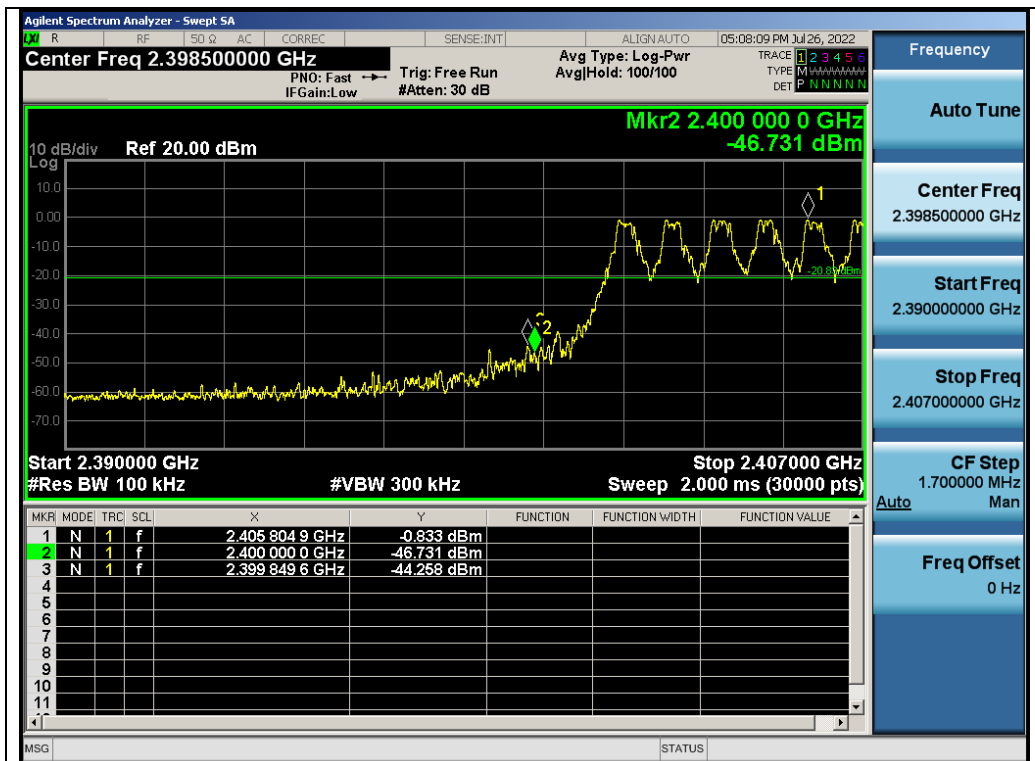 Agilent Spectrum Analyzer - Swept SA
LXI R RF 50 Ω AC CORREC SENSE:INT ALIGN AUTO 05:08:09 PM Jul 26, 2022
Center Freq 2.398500000 GHz
PNO: Fast
IFGain:Low
Trig: Free Run
#Atten: 30 dB
Avg Type: Log-Pwr
Avg|Hold: 100/100
TRACE 1 2 3 4 5 6
TYPE M WWWWW
DET P N N N N N
Mkr2 2.400 000 0 GHz
-46.731 dBm
10 dB/div Ref 20.00 dBm
Log
10.0
0.00
-10.0
-20.0
-30.0
-40.0
-50.0
-60.0
-70.0
1
2
Start 2.390000 GHz Stop 2.407000 GHz
#Res BW 100 kHz #VBW 300 kHz Sweep 2.000 ms (30000 pts)
MKR MODE TRC SCL X Y FUNCTION FUNCTION WIDTH FUNCTION VALUE
1 N 1 f 2.405 804 9 GHz -0.833 dBm
2 N 1 f 2.400 000 0 GHz -46.731 dBm
3 N 1 f 2.399 849 6 GHz -44.258 dBm
4
5
6
7
8
9
10
11
MSG STATUS
Frequency
Auto Tune
Center Freq
2.398500000 GHz
Start Freq
2.390000000 GHz
Stop Freq
2.407000000 GHz
CF Step
1.700000 MHz
Auto Man
Freq Offset
0 Hz